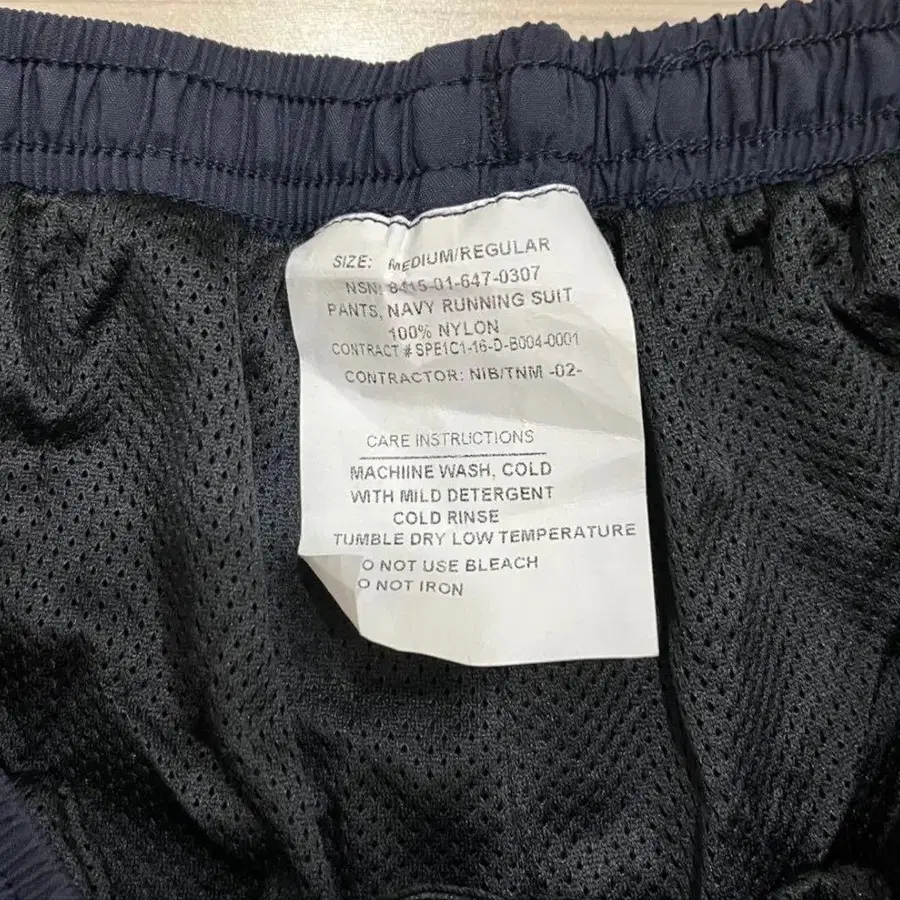 SIZE: MEDIUM/REGULAR
NSN: 8415-01-647-0307
PANTS, NAVY RUNNING SUIT
100% NYLON
CONTRACT # SPE1C1-16-D-B004-0001
CONTRACTOR: NIB/TNM -02-
CARE INSTRUCTIONS
MACHIINE WASH, COLD
WITH MILD DETERGENT
COLD RINSE
TUMBLE DRY LOW TEMPERATURE
O NOT USE BLEACH
O NOT IRON